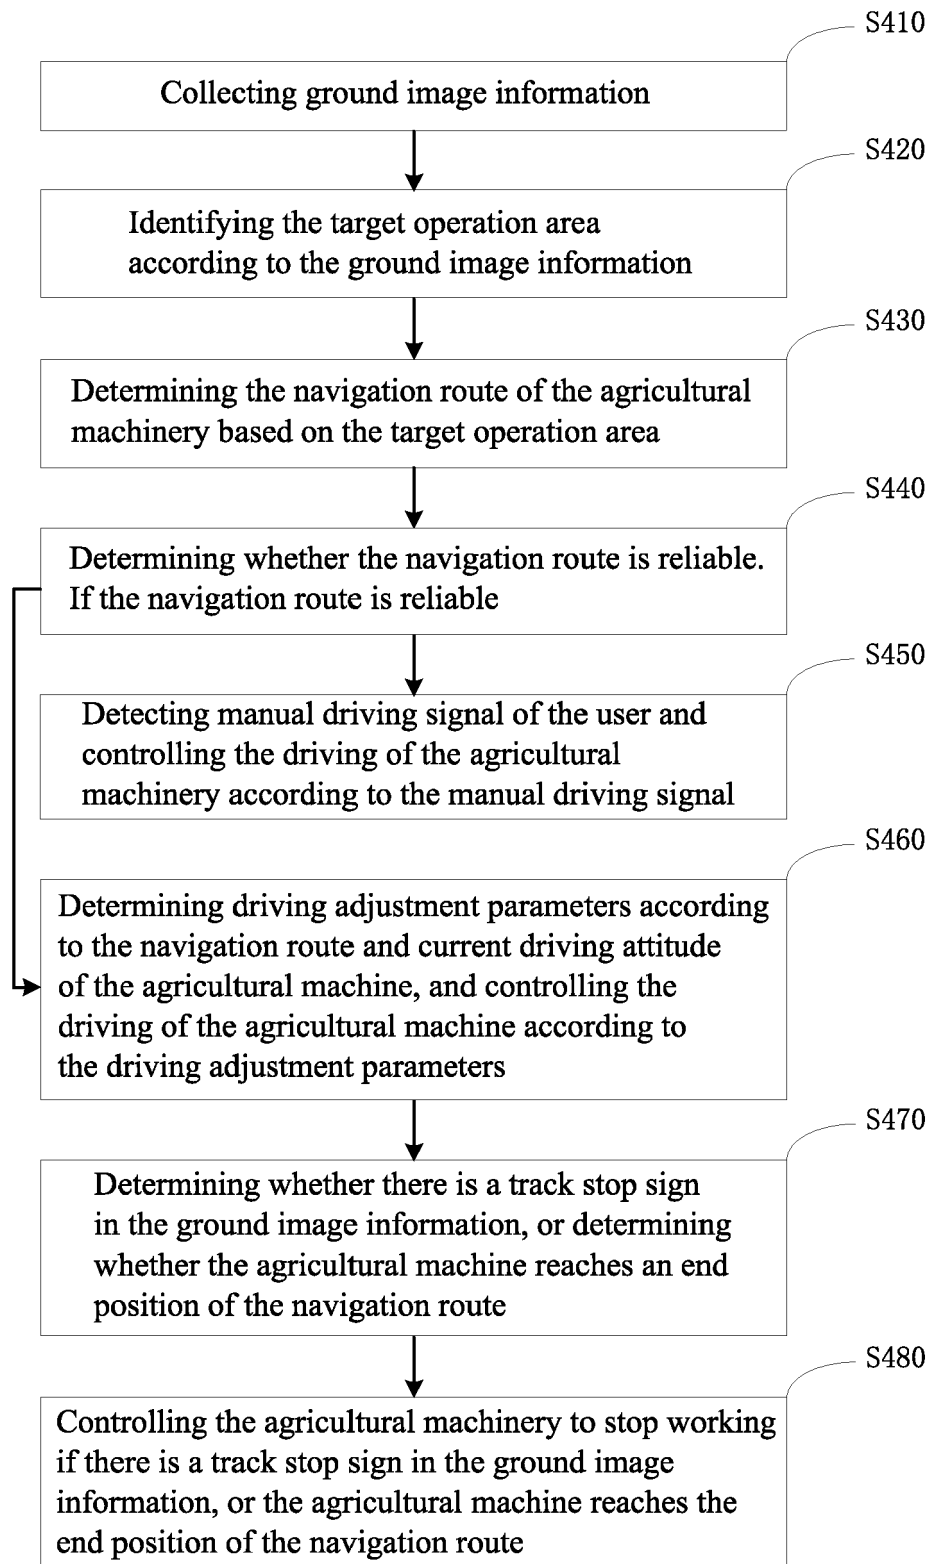 S410
Collecting ground image information
S420
Identifying the target operation area
according to the ground image information
S430
Determining the navigation route of the agricultural
machinery based on the target operation area
S440
Determining whether the navigation route is reliable.
If the navigation route is reliable
S450
Detecting manual driving signal of the user and
controlling the driving of the agricultural
machinery according to the manual driving signal
S460
Determining driving adjustment parameters according
to the navigation route and current driving attitude
of the agricultural machine, and controlling the
driving of the agricultural machine according to
the driving adjustment parameters
S470
Determining whether there is a track stop sign
in the ground image information, or determining
whether the agricultural machine reaches an end
position of the navigation route
S480
Controlling the agricultural machinery to stop working
if there is a track stop sign in the ground image
information, or the agricultural machine reaches the
end position of the navigation route